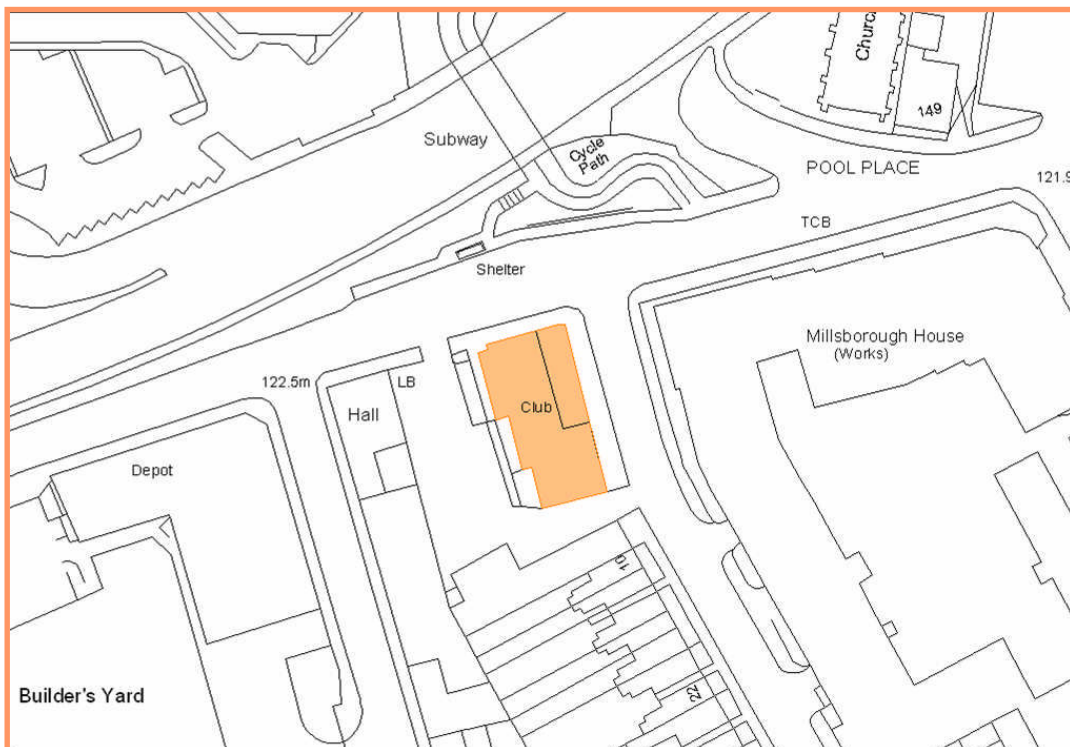 Church
149
Subway
Cycle
Path
POOL PLACE
121.9
TCB
Shelter
Millsborough House
(Works)
122.5m
LB
Hall
Club
Depot
10
22
Builder's Yard